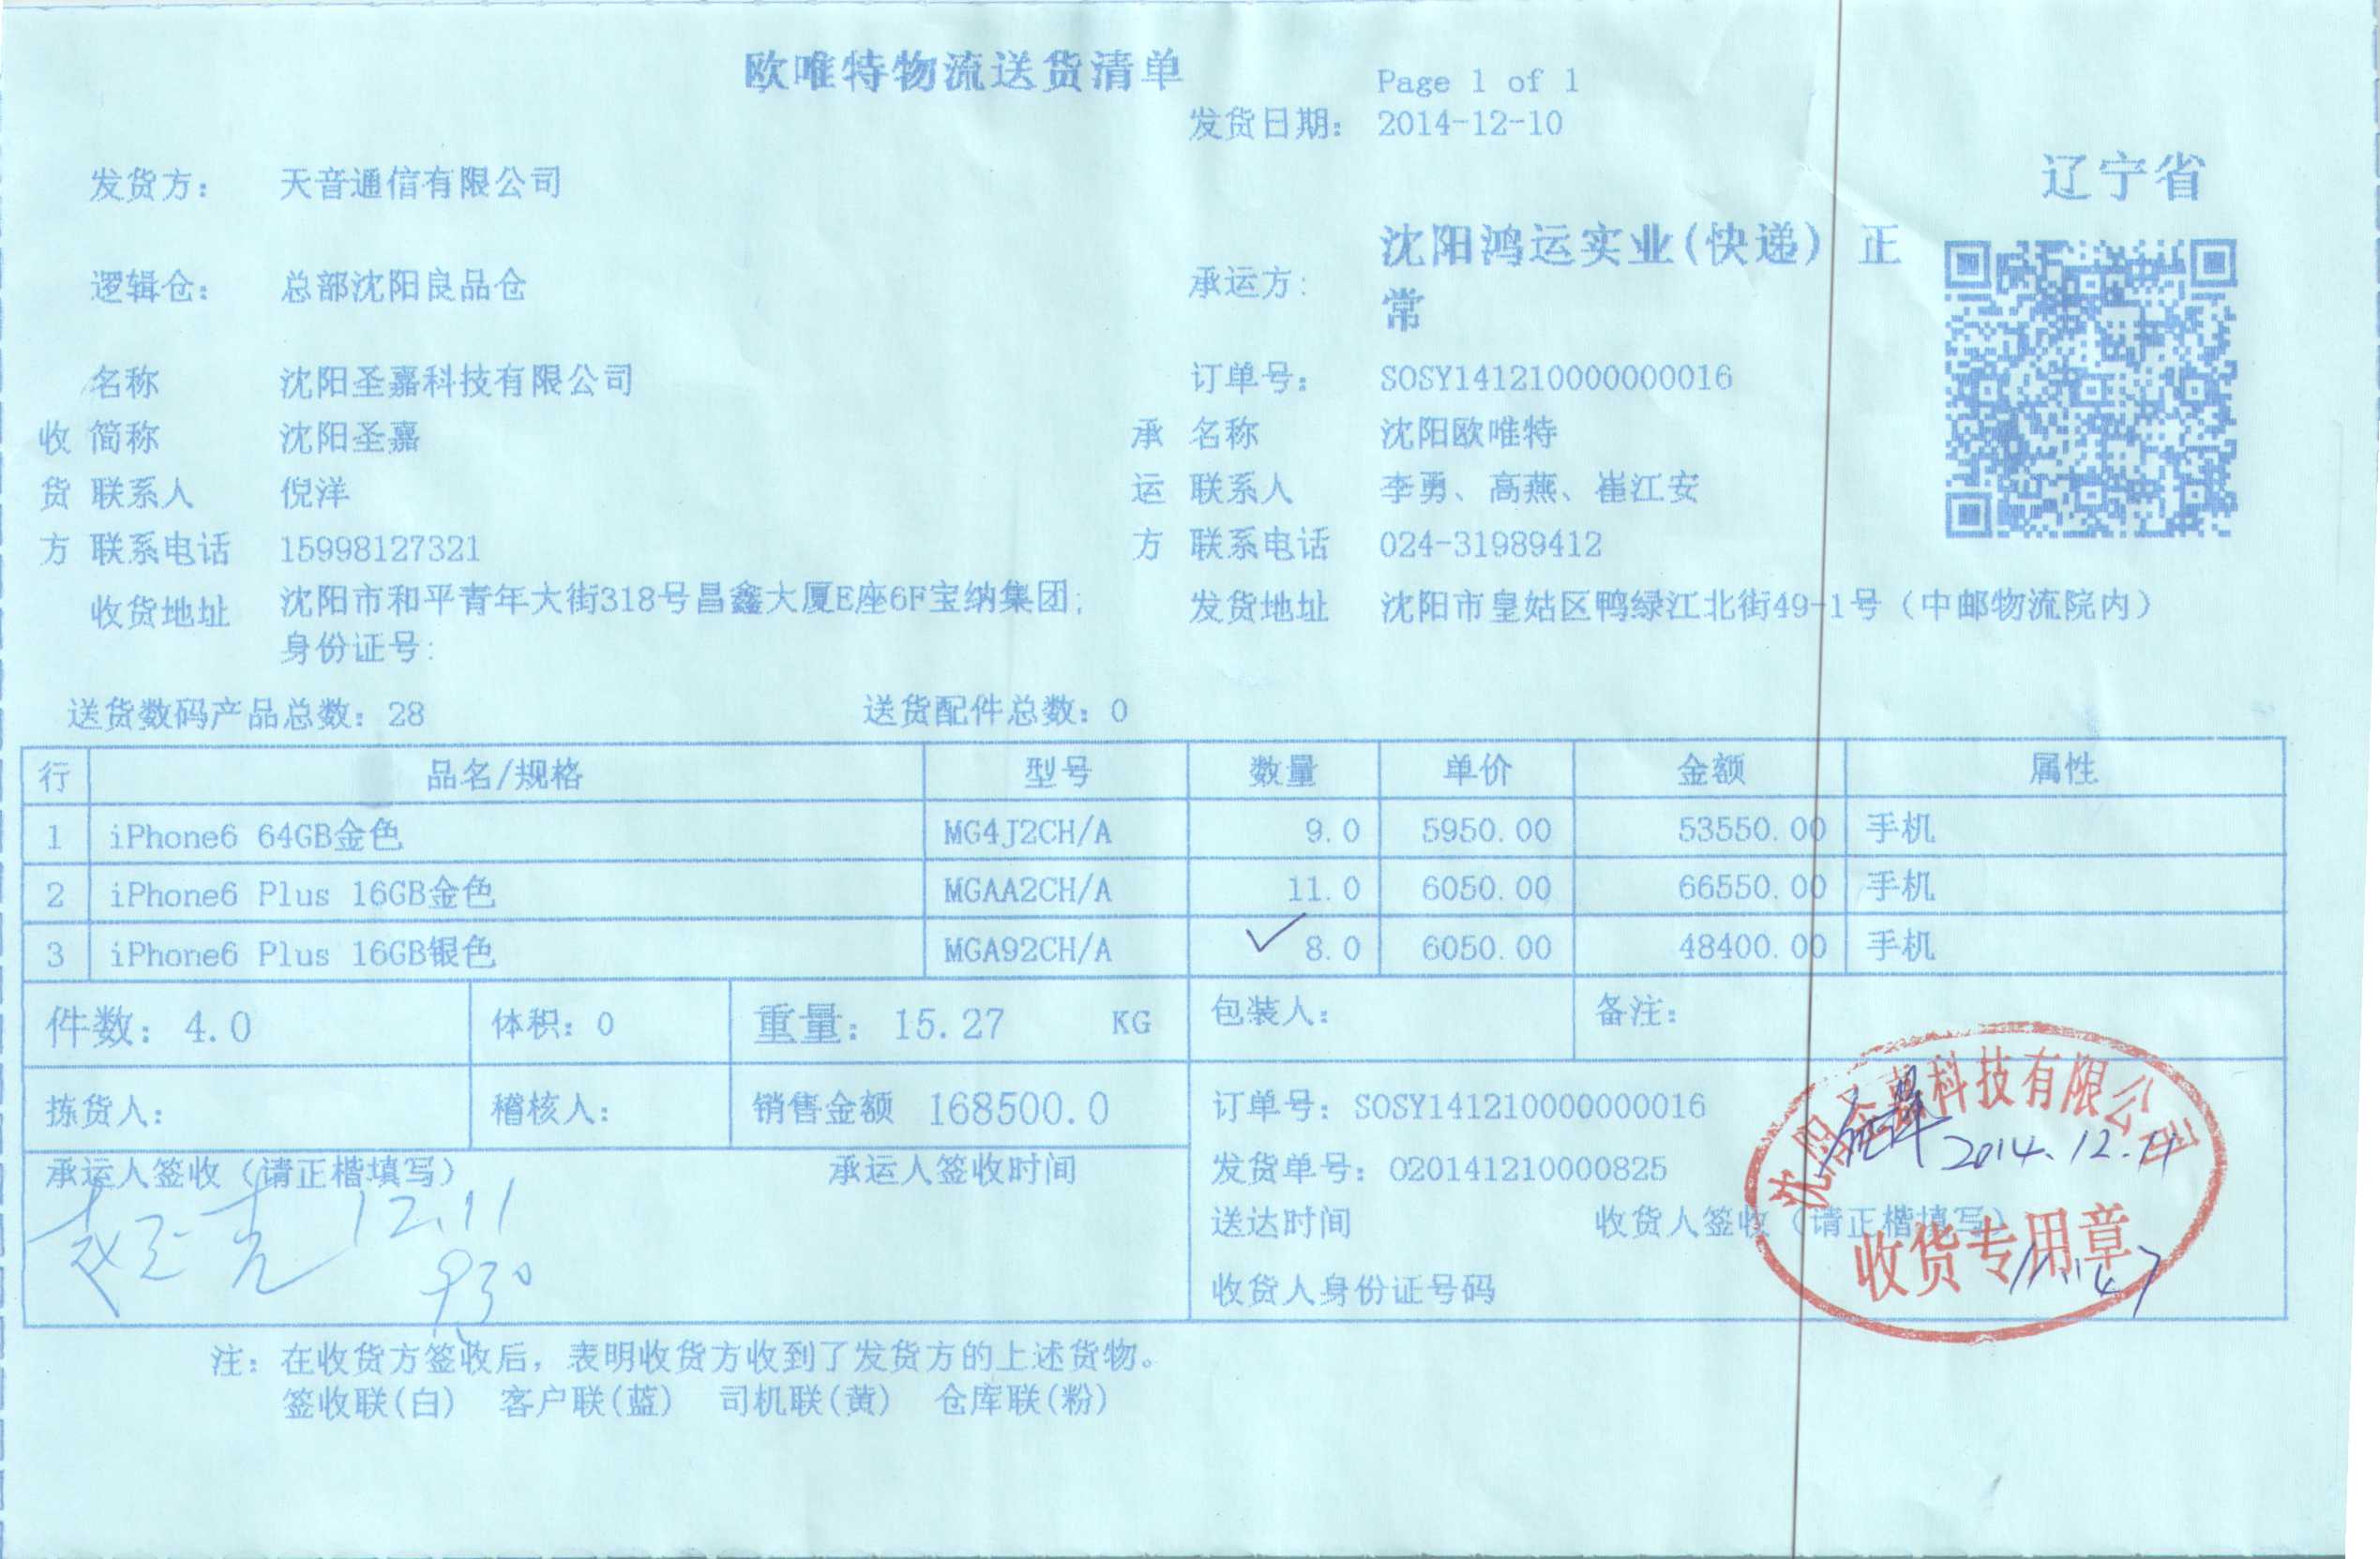 欧唯特物流送货清单
Page 1 of 1
发货日期： 2014-12-10
辽宁省
发货方： 天音通信有限公司
逻辑仓： 总部沈阳良品仓
承运方： 沈阳鸿运实业(快递) 正
常
名称 沈阳圣嘉科技有限公司
订单号： SOSY141210000000016
收 简称 沈阳圣嘉
承 名称 沈阳欧唯特
货 联系人 倪洋
运 联系人 李勇、高燕、崔江安
方 联系电话 15998127321
方 联系电话 024-31989412
收货地址 沈阳市和平青年大街318号昌鑫大厦E座6F宝纳集团;
身份证号:
发货地址 沈阳市皇姑区鸭绿江北街49-1号（中邮物流院内）
送货数码产品总数：28 送货配件总数：0
行 品名/规格 型号 数量 单价 金额 属性
1 iPhone6 64GB金色 MG4J2CH/A 9.0 5950.00 53550.00 手机
2 iPhone6 Plus 16GB金色 MGAA2CH/A 11.0 6050.00 66550.00 手机
3 iPhone6 Plus 16GB银色 MGA92CH/A 8.0 6050.00 48400.00 手机
件数：4.0 体积：0 重量：15.27 KG 包装人： 备注：
拣货人： 稽核人： 销售金额 168500.0 订单号：SOSY141210000000016
承运人签收（请正楷填写） 承运人签收时间
发货单号：020141210000825
送达时间 收货人签收（请正楷填写）
收货人身份证号码
12.11
930
沈阳圣嘉科技有限公司
2014.12.11
收货专用章
11:47
注：在收货方签收后，表明收货方收到了发货方的上述货物。
签收联(白) 客户联(蓝) 司机联(黄) 仓库联(粉)